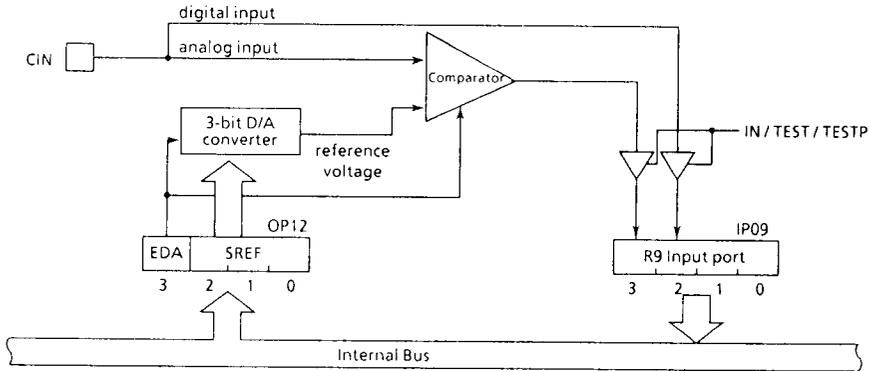 digital input
CIN
analog input
Comparator
3-bit D/A
converter
reference
voltage
IN / TEST / TESTP
OP12
EDA SREF
3 2 1 0
IP09
R9 Input port
3 2 1 0
Internal Bus